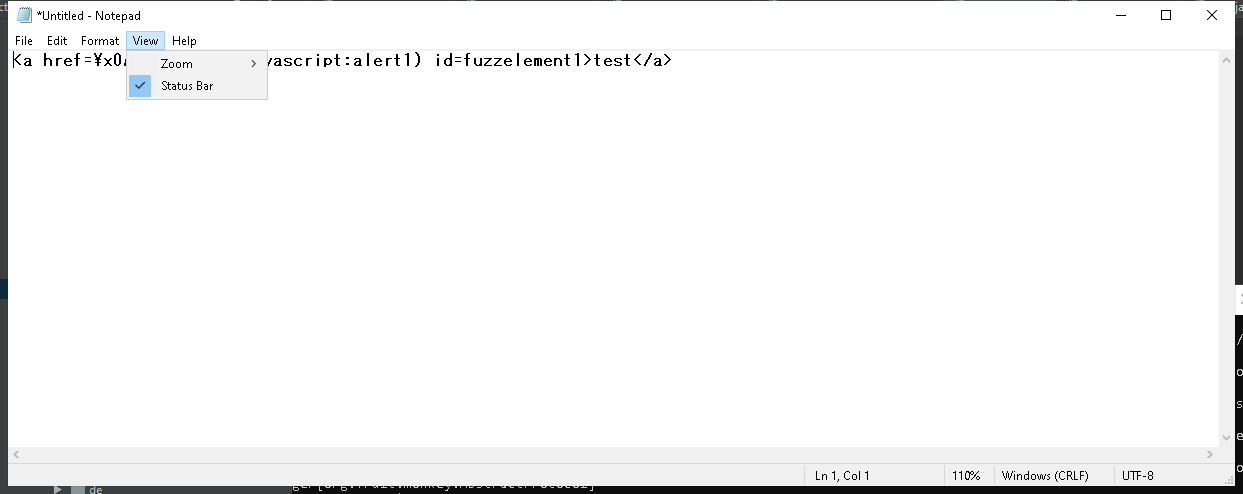 *Untitled - Notepad
File Edit Format View Help
<a href=¥x0 vascript:alert1) id=fuzzelement1>test</a>
Zoom
Status Bar
Ln 1, Col 1 110% Windows (CRLF) UTF-8
de